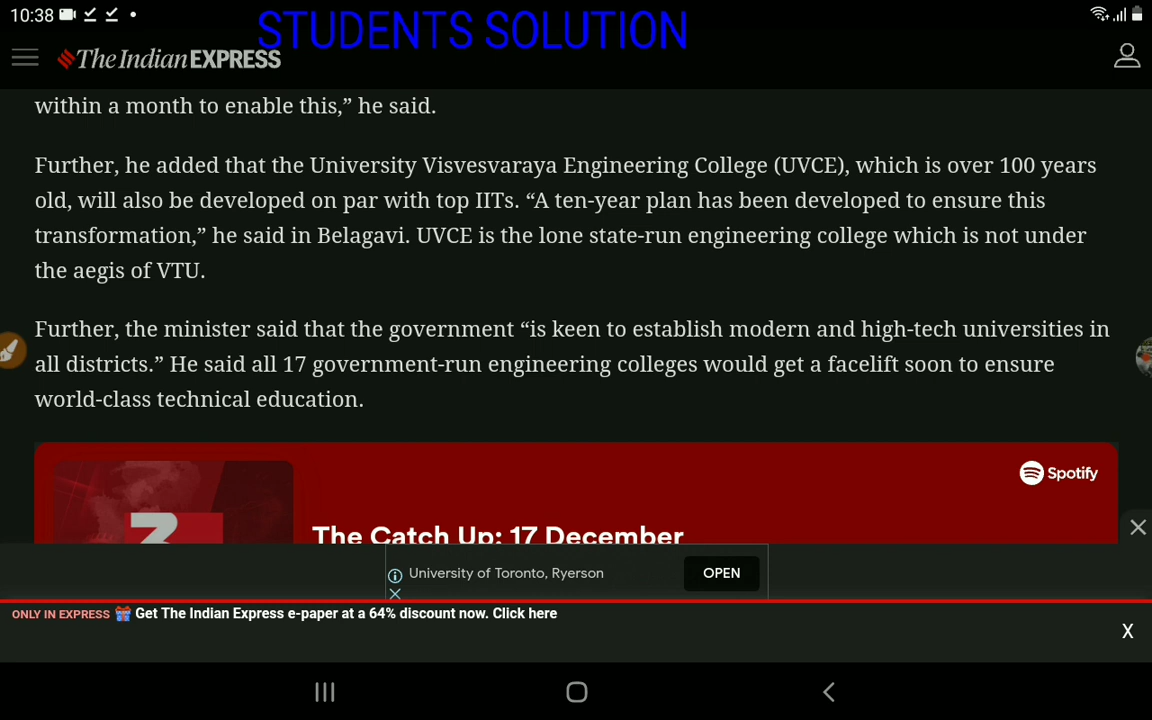 10:38
STUDENTS SOLUTION
The Indian EXPRESS
within a month to enable this,” he said.
Further, he added that the University Visvesvaraya Engineering College (UVCE), which is over 100 years
old, will also be developed on par with top IITs. “A ten-year plan has been developed to ensure this
transformation,” he said in Belagavi. UVCE is the lone state-run engineering college which is not under
the aegis of VTU.
Further, the minister said that the government “is keen to establish modern and high-tech universities in
all districts.” He said all 17 government-run engineering colleges would get a facelift soon to ensure
world-class technical education.
Spotify
3
The Catch Up: 17 December
University of Toronto, Ryerson
OPEN
ONLY IN EXPRESS 🎁 Get The Indian Express e-paper at a 64% discount now. Click here
X